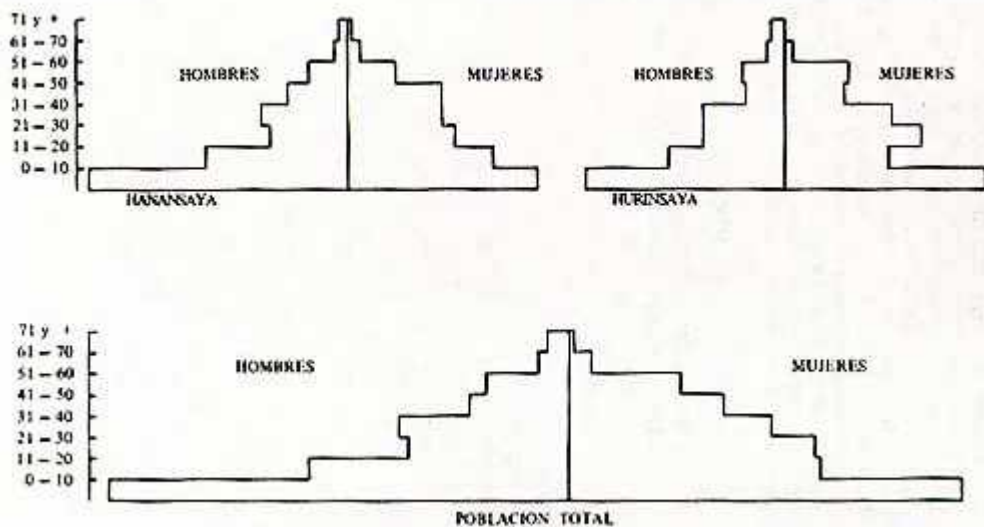 71 y +
61 – 70
51 – 60
41 – 50
31 – 40
21 – 30
11 – 20
0 – 10
HOMBRES
MUJERES
HANANSAYA
HOMBRES
MUJERES
HURINSAYA
71 y +
61 – 70
51 – 60
41 – 50
31 – 40
21 – 30
11 – 20
0 – 10
HOMBRES
MUJERES
POBLACION TOTAL